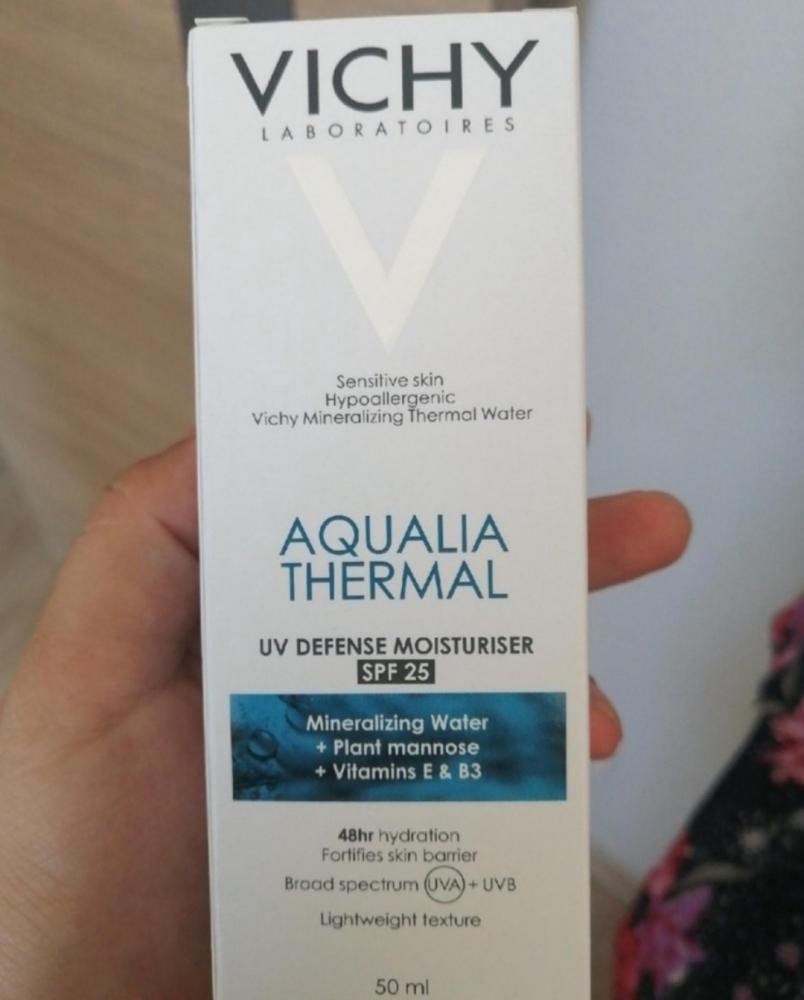 VICHY
LABORATOIRES
V
Sensitive skin
Hypoallergenic
Vichy Mineralizing Thermal Water
AQUALIA
THERMAL
UV DEFENSE MOISTURISER
SPF 25
Mineralizing Water
+ Plant mannose
+ Vitamins E & B3
48hr hydration
Fortifies skin barrier
Broad spectrum UVA + UVB
Lightweight texture
50 ml